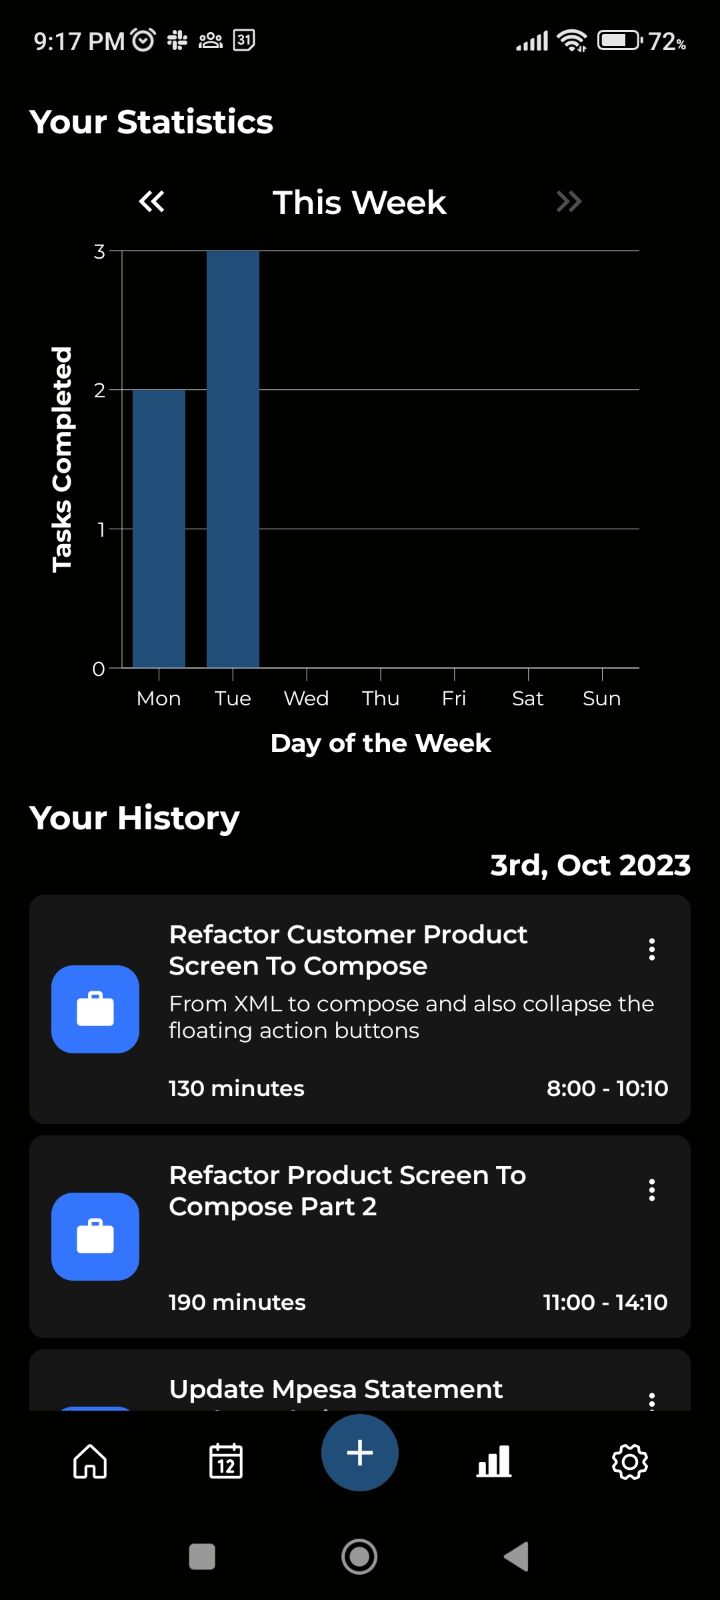 9:17 PM 31 72%
Your Statistics
This Week
3
2
1
0
Tasks Completed
Mon Tue Wed Thu Fri Sat Sun
Day of the Week
Your History
3rd, Oct 2023
Refactor Customer Product
Screen To Compose
From XML to compose and also collapse the
floating action buttons
130 minutes 8:00 - 10:10
Refactor Product Screen To
Compose Part 2
190 minutes 11:00 - 14:10
Update Mpesa Statement
12